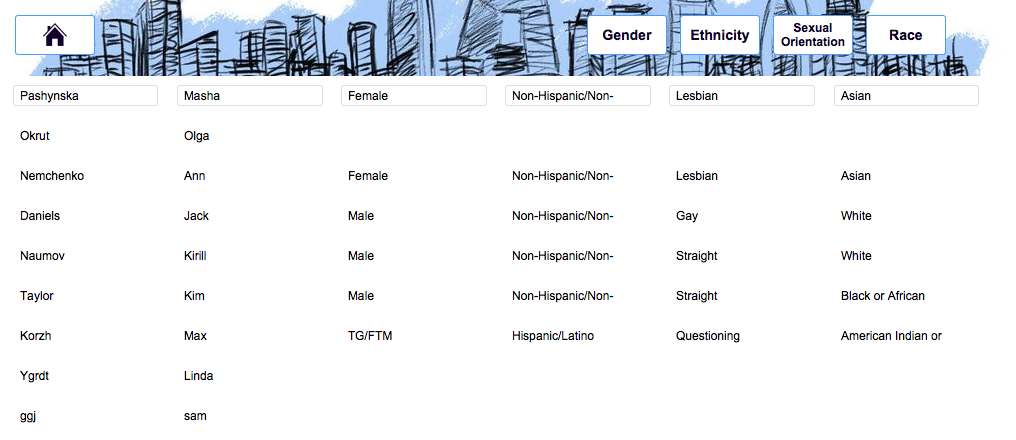 Gender Ethnicity Sexual Orientation Race
Pashynska Masha Female Non-Hispanic/Non- Lesbian Asian
Okrut Olga
Nemchenko Ann Female Non-Hispanic/Non- Lesbian Asian
Daniels Jack Male Non-Hispanic/Non- Gay White
Naumov Kirill Male Non-Hispanic/Non- Straight White
Taylor Kim Male Non-Hispanic/Non- Straight Black or African
Korzh Max TG/FTM Hispanic/Latino Questioning American Indian or
Ygrdt Linda
ggj sam